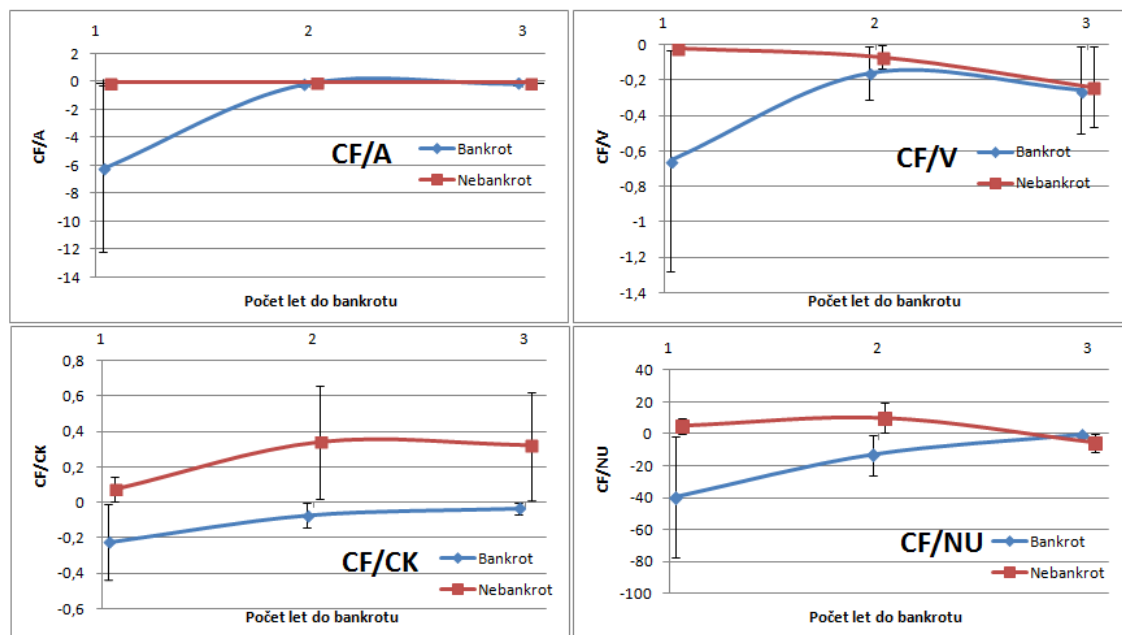 1 2 3
2
0
-2
-4
-6
-8
-10
-12
-14
CF/A
CF/A
Bankrot
Nebankrot
Počet let do bankrotu
1 2 3
0
-0,2
-0,4
-0,6
-0,8
-1
-1,2
-1,4
CF/V
CF/V
Bankrot
Nebankrot
Počet let do bankrotu
1 2 3
0,8
0,6
0,4
0,2
0
-0,2
-0,4
-0,6
CF/CK
CF/CK
Bankrot
Nebankrot
Počet let do bankrotu
1 2 3
40
20
0
-20
-40
-60
-80
-100
CF/NU
CF/NU
Bankrot
Nebankrot
Počet let do bankrotu